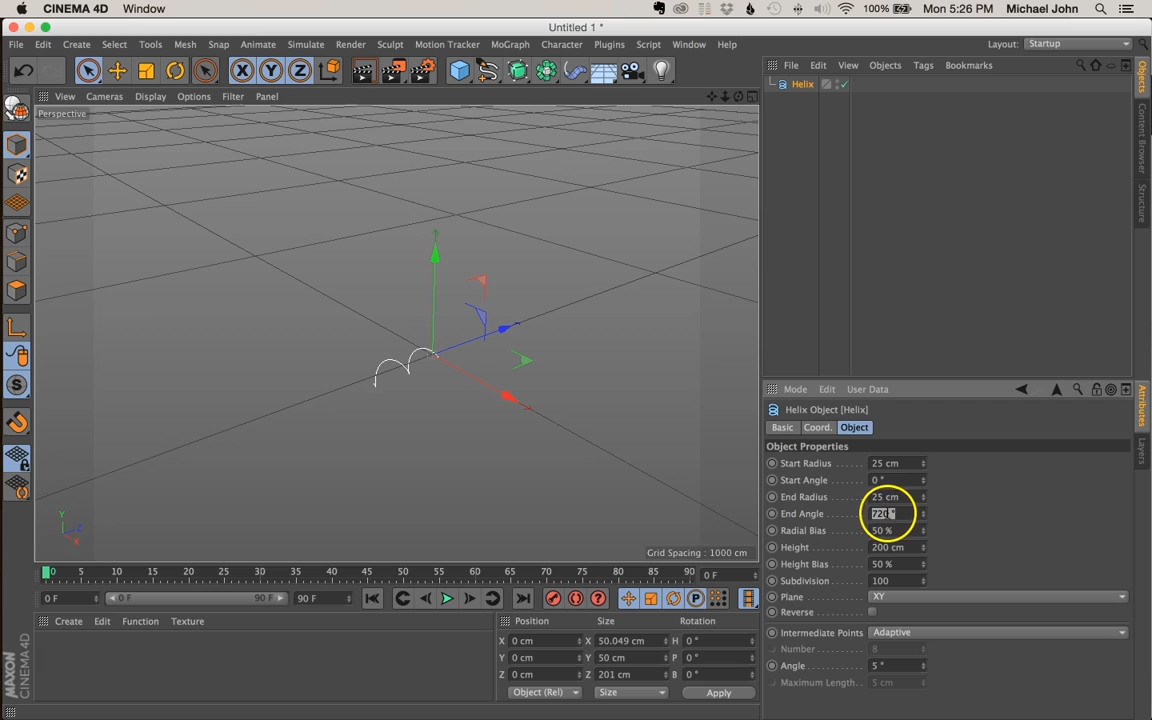 CINEMA 4D Window 100% Mon 5:26 PM Michael John
Untitled 1 *
File Edit Create Select Tools Mesh Snap Animate Simulate Render Sculpt Motion Tracker MoGraph Character Plugins Script Window Help Layout: Startup
X Y Z
File Edit View Objects Tags Bookmarks
Helix
View Cameras Display Options Filter Panel
Perspective
Y Z X
Grid Spacing : 1000 cm
Objects
Content Browser
Structure
Attributes
Layers
Mode Edit User Data
Helix Object [Helix]
Basic Coord. Object
Object Properties
Start Radius 25 cm
Start Angle 0 °
End Radius 25 cm
End Angle 720 °
Radial Bias 50 %
Height 200 cm
Height Bias 50 %
Subdivision 100
Plane XY
Reverse
Intermediate Points Adaptive
Number 8
Angle 5 °
Maximum Length 5 cm
0 5 10 15 20 25 30 35 40 45 50 55 60 65 70 75 80 85 90 0 F
0 F 0 F 90 F 90 F
Create Edit Function Texture
Position Size Rotation
X 0 cm X 50.049 cm H 0 °
Y 0 cm Y 50 cm P 0 °
Z 0 cm Z 201 cm B 0 °
Object (Rel) Size Apply
MAXON
CINEMA 4D